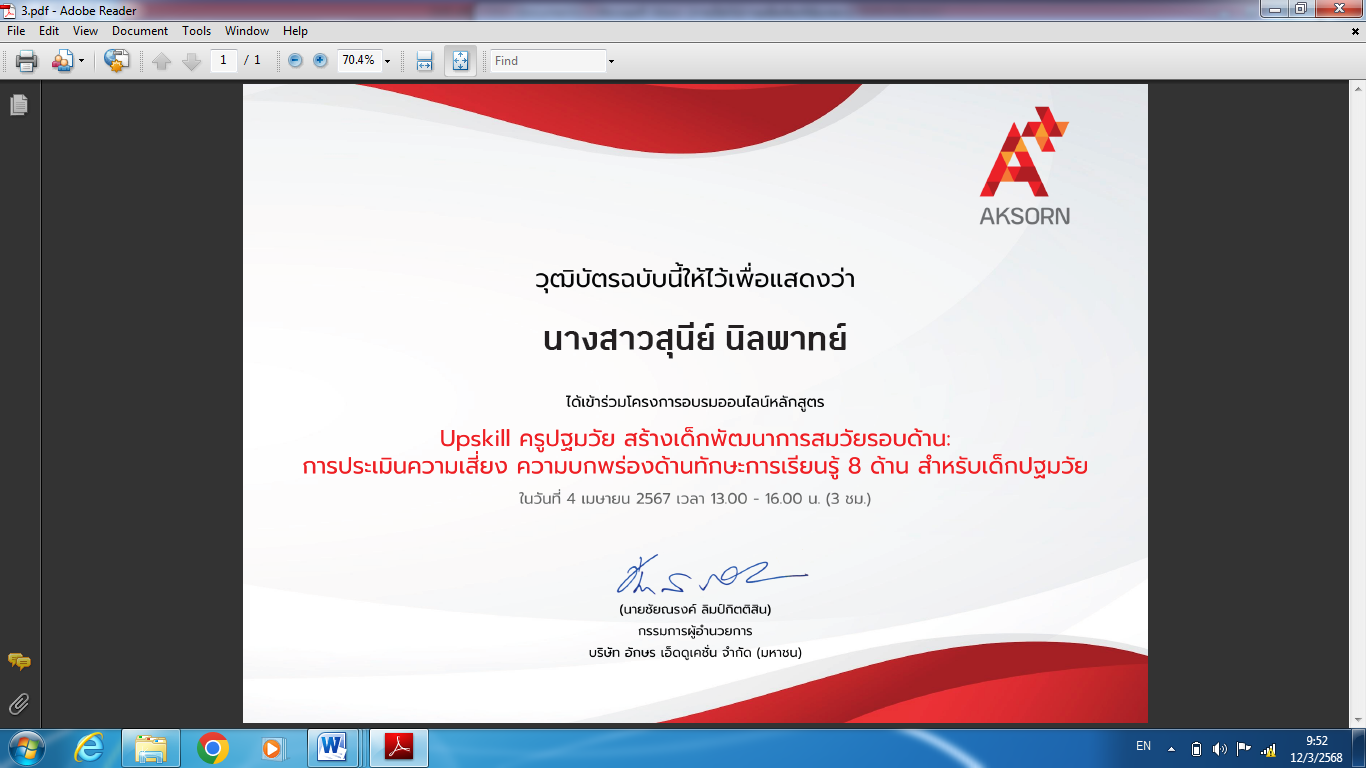 3.pdf - Adobe Reader
File Edit View Document Tools Window Help
1 / 1 70.4% Find
AKSORN
วุฒิบัตรฉบับนี้ให้ไว้เพื่อแสดงว่า
นางสาวสุนีย์ นิลพาทย์
ได้เข้าร่วมโครงการอบรมออนไลน์หลักสูตร
Upskill ครูปฐมวัย สร้างเด็กพัฒนาการสมวัยรอบด้าน:
การประเมินความเสี่ยง ความบกพร่องด้านทักษะการเรียนรู้ 8 ด้าน สำหรับเด็กปฐมวัย
ในวันที่ 4 เมษายน 2567 เวลา 13.00 - 16.00 น. (3 ชม.)
(นายชัยณรงค์ ลิมป์กิตติสิน)
กรรมการผู้อำนวยการ
บริษัท อักษร เอ็ดดูเคชั่น จำกัด (มหาชน)
EN
9:52
12/3/2568